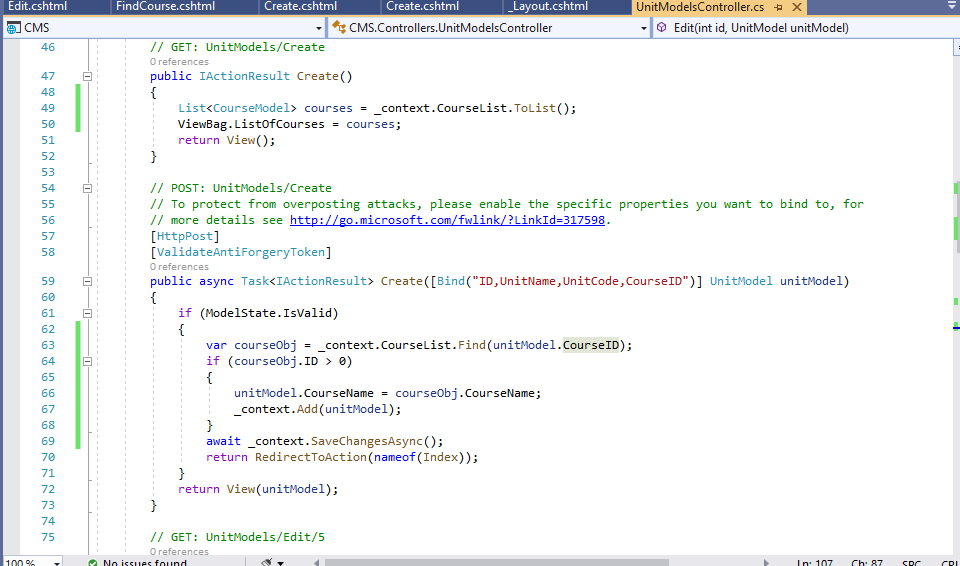 Edit.cshtml FindCourse.cshtml Create.cshtml Create.cshtml _Layout.cshtml UnitModelsController.cs
CMS CMS.Controllers.UnitModelsController Edit(int id, UnitModel unitModel)
46 // GET: UnitModels/Create
0 references
47 public IActionResult Create()
48 {
49 List<CourseModel> courses = _context.CourseList.ToList();
50 ViewBag.ListOfCourses = courses;
51 return View();
52 }
53
54 // POST: UnitModels/Create
55 // To protect from overposting attacks, please enable the specific properties you want to bind to, for
56 // more details see http://go.microsoft.com/fwlink/?LinkId=317598.
57 [HttpPost]
58 [ValidateAntiForgeryToken]
0 references
59 public async Task<IActionResult> Create([Bind("ID,UnitName,UnitCode,CourseID")] UnitModel unitModel)
60 {
61 if (ModelState.IsValid)
62 {
63 var courseObj = _context.CourseList.Find(unitModel.CourseID);
64 if (courseObj.ID > 0)
65 {
66 unitModel.CourseName = courseObj.CourseName;
67 _context.Add(unitModel);
68 }
69 await _context.SaveChangesAsync();
70 return RedirectToAction(nameof(Index));
71 }
72 return View(unitModel);
73 }
74
75 // GET: UnitModels/Edit/5
0 references
100 % No issues found Ln: 107 Ch: 87 SPC CRL